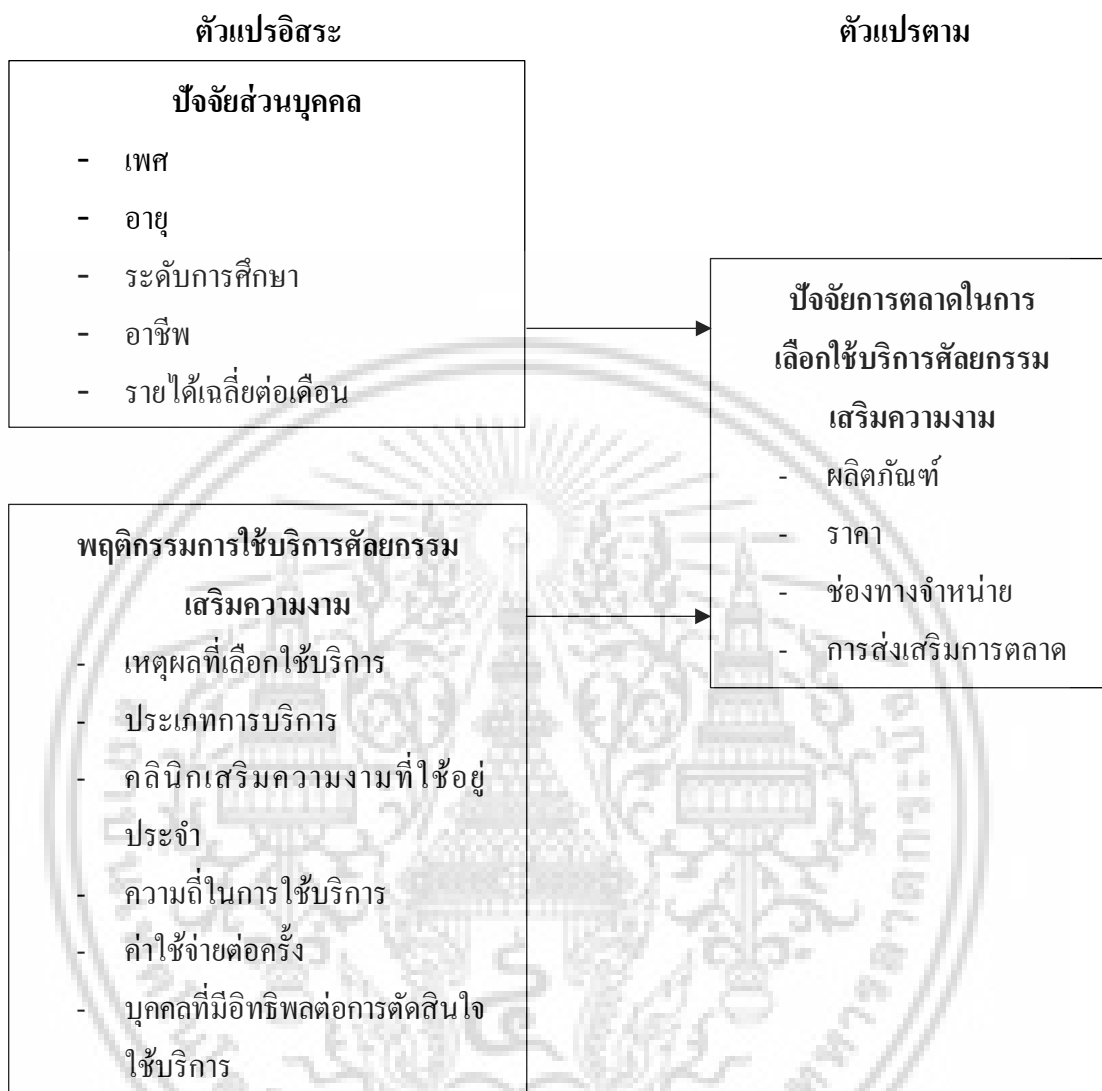 ตัวแปรอิสระ
ตัวแปรตาม
ปัจจัยส่วนบุคคล
- เพศ
- อายุ
- ระดับการศึกษา
- อาชีพ
- รายได้เฉลี่ยต่อเดือน
พฤติกรรมการใช้บริการศัลยกรรม
เสริมความงาม
- เหตุผลที่เลือกใช้บริการ
- ประเภทการบริการ
- คลินิกเสริมความงามที่ใช้อยู่
ประจำ
- ความถี่ในการใช้บริการ
- ค่าใช้จ่ายต่อครั้ง
- บุคคลที่มีอิทธิพลต่อการตัดสินใจ
ใช้บริการ
ปัจจัยการตลาดในการ
เลือกใช้บริการศัลยกรรม
เสริมความงาม
- ผลิตภัณฑ์
- ราคา
- ช่องทางจำหน่าย
- การส่งเสริมการตลาด